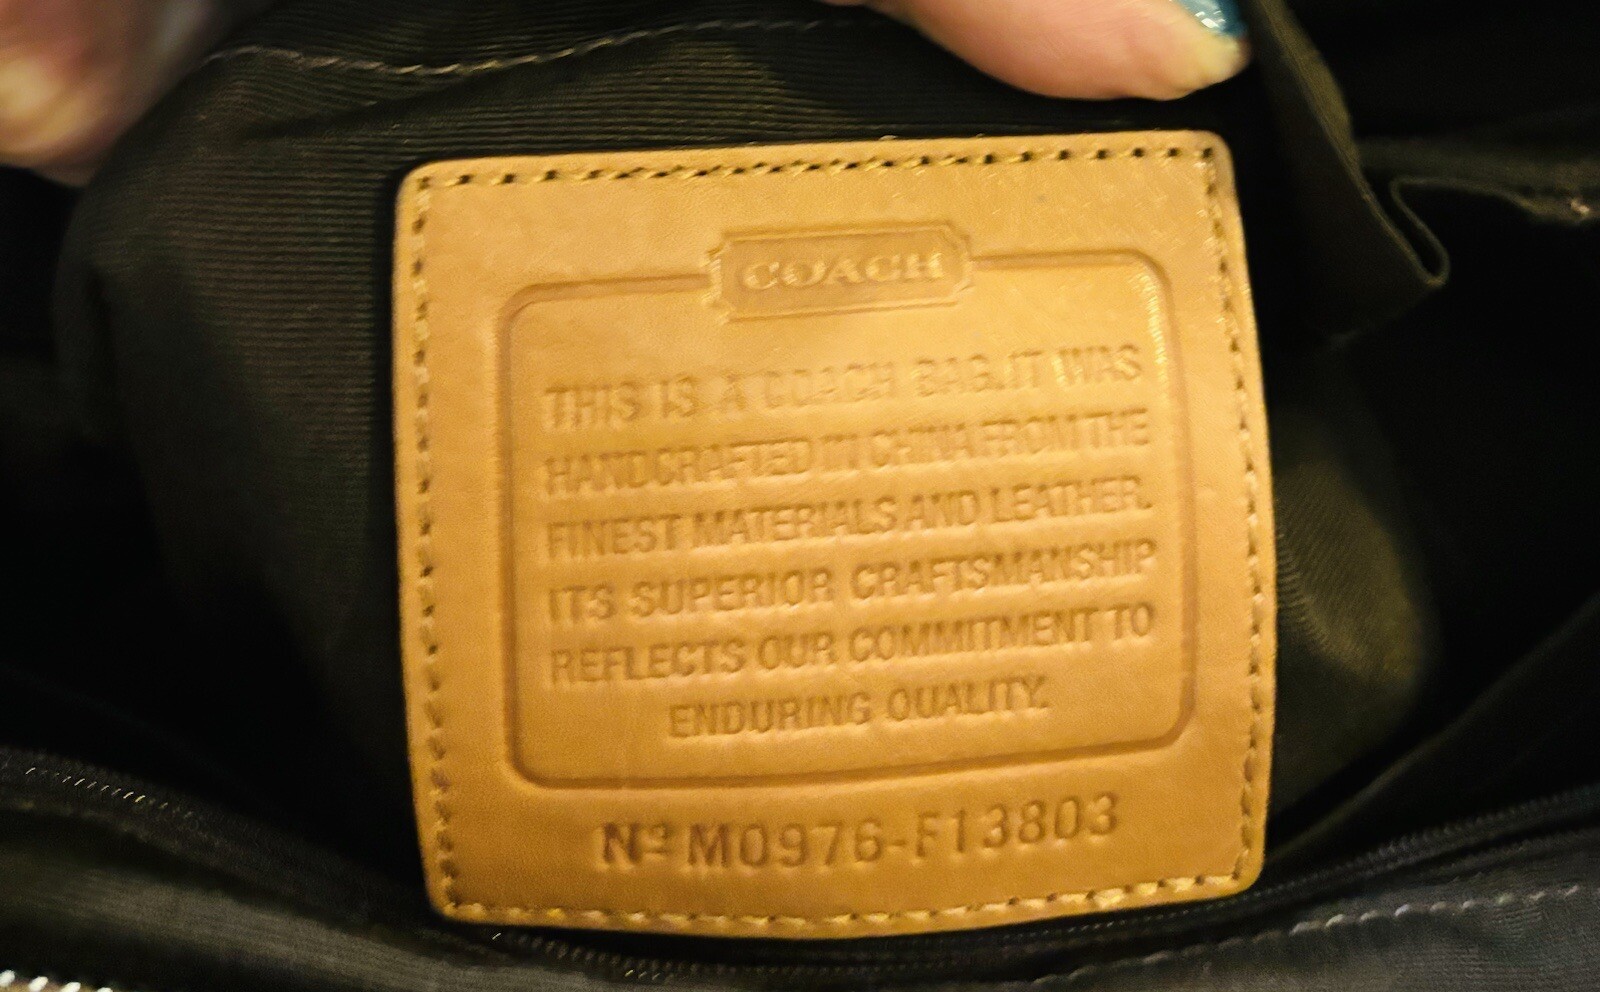 COACH
THIS IS A COACH BAG.IT WAS
HANDCRAFTED IN CHINA FROM THE
FINEST MATERIALS AND LEATHER.
ITS SUPERIOR CRAFTSMANSHIP
REFLECTS OUR COMMITMENT TO
ENDURING QUALITY.
Nº M0976-F13803